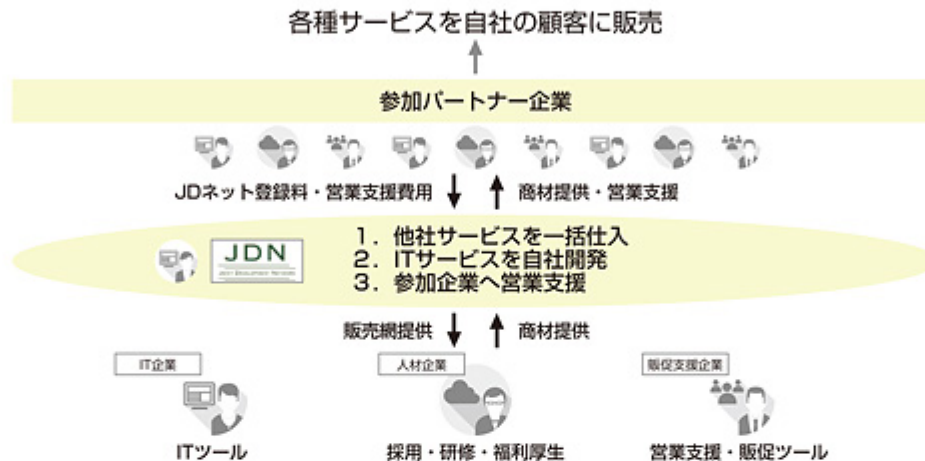 各種サービスを自社の顧客に販売
参加パートナー企業
JDネット登録料・営業支援費用
商材提供・営業支援
JDN
JOINT DEVELOPMENT NETWORK
1．他社サービスを一括仕入
2．ITサービスを自社開発
3．参加企業へ営業支援
販売網提供
商材提供
IT企業
人材企業
販促支援企業
ITツール
採用・研修・福利厚生
営業支援・販促ツール